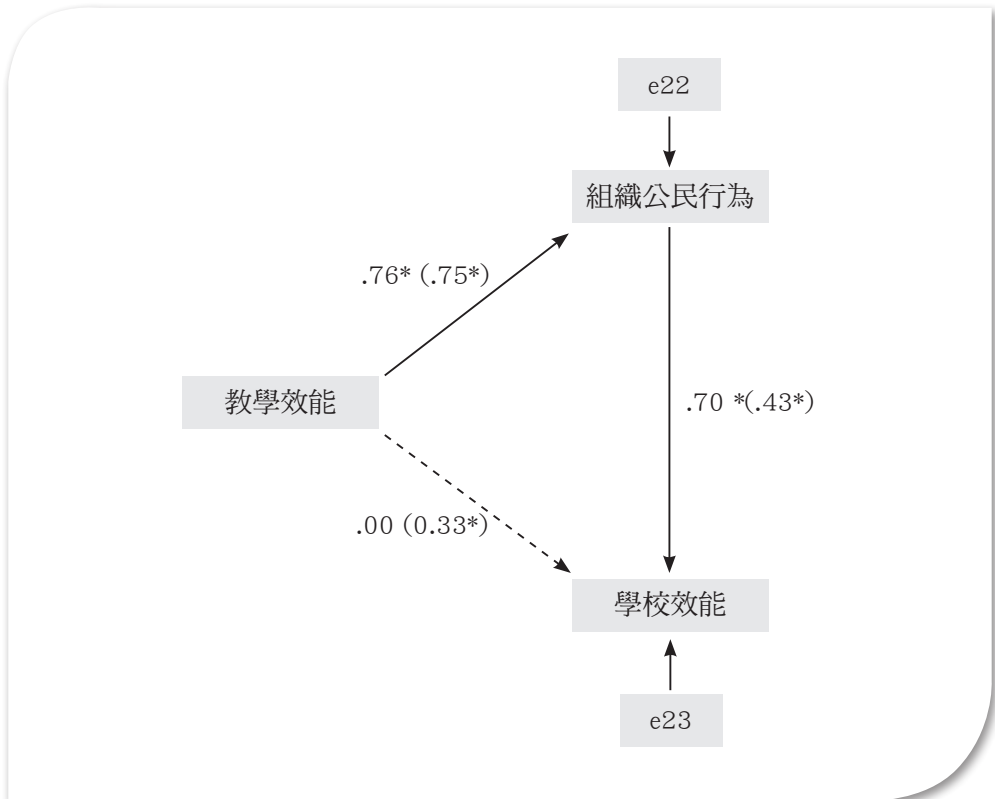 e22
組織公民行為
.76* (.75*)
教學效能
.70 *(.43*)
.00 (0.33*)
學校效能
e23